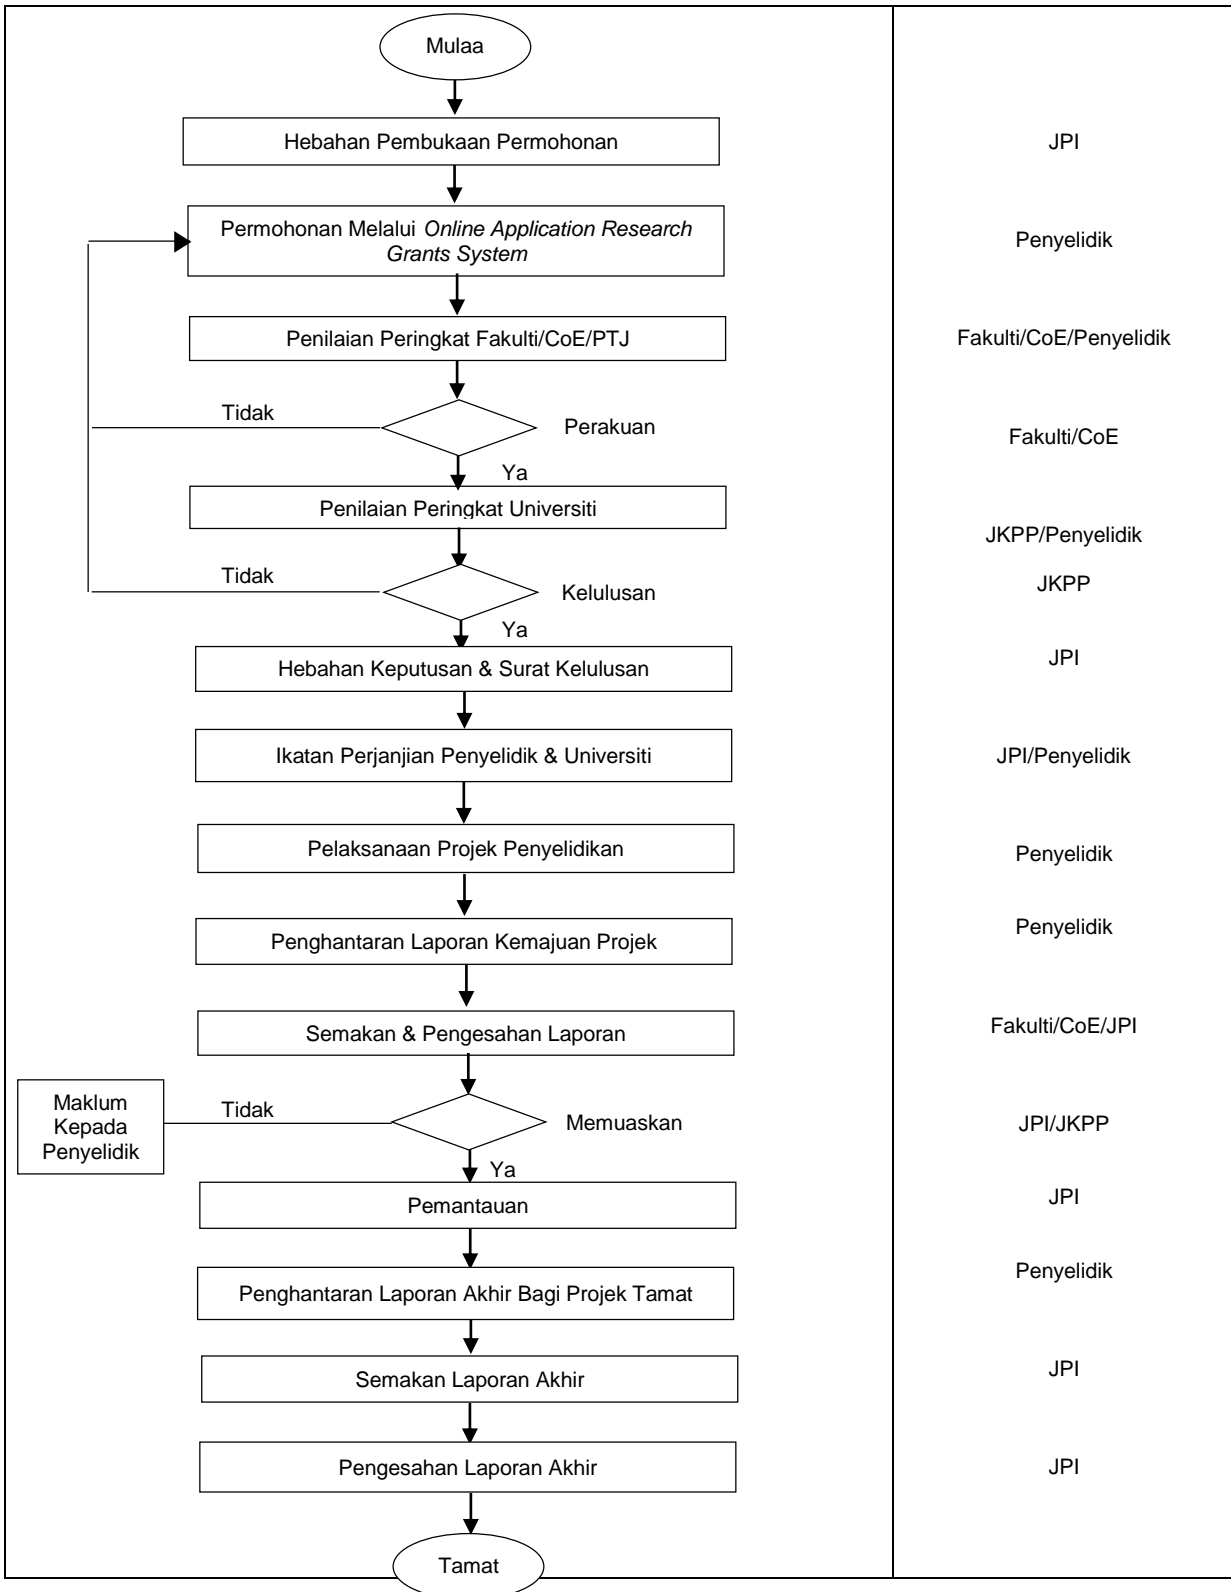 Mulaa
Hebahan Pembukaan Permohonan
JPI
Permohonan Melalui Online Application Research
Grants System
Penyelidik
Penilaian Peringkat Fakulti/CoE/PTJ
Fakulti/CoE/Penyelidik
Tidak
Perakuan
Fakulti/CoE
Ya
Penilaian Peringkat Universiti
JKPP/Penyelidik
Tidak
Kelulusan
JKPP
Ya
Hebahan Keputusan & Surat Kelulusan
JPI
Ikatan Perjanjian Penyelidik & Universiti
JPI/Penyelidik
Pelaksanaan Projek Penyelidikan
Penyelidik
Penghantaran Laporan Kemajuan Projek
Penyelidik
Semakan & Pengesahan Laporan
Fakulti/CoE/JPI
Maklum
Kepada
Penyelidik
Tidak
Memuaskan
JPI/JKPP
Ya
Pemantauan
JPI
Penghantaran Laporan Akhir Bagi Projek Tamat
Penyelidik
Semakan Laporan Akhir
JPI
Pengesahan Laporan Akhir
JPI
Tamat